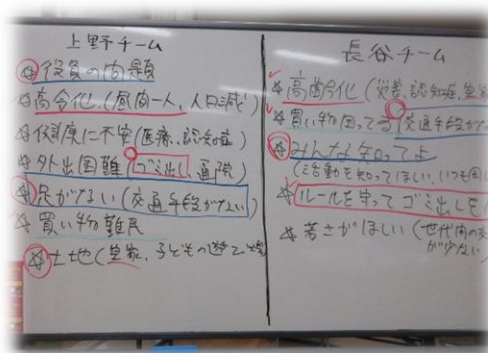 上野チーム
☆役員の問題
☆高令化(昼間一人,人口減)
☆健康に不安(医療、認知症)
☆外出困難 ゴミ出し,通院)
☆足がない(交通手段がない)
☆買い物難民
☆土地(空家、子どもの遊び
長谷チーム
☆高齢化(災害、認知症、空家
☆買い物困ってる(交通手段が
☆みんな知ってよ
(活動を知ってほしい、いつも同じ
☆ルールを守ってゴミ出しを
☆若さがほしい(世代間の交
が少ない)